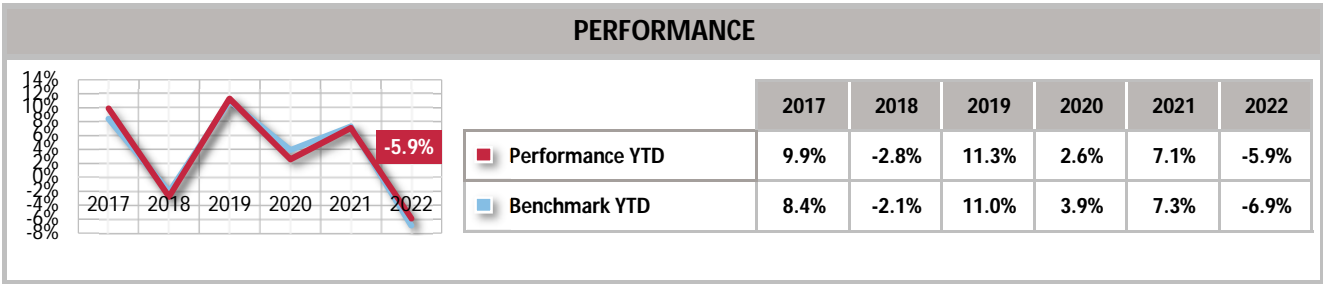 PERFORMANCE
14%
12%
10%
8%
6%
4%
2%
0%
-2%
-4%
-6%
-8%
2017 2018 2019 2020 2021 2022
-5.9%
2017 2018 2019 2020 2021 2022
Performance YTD 9.9% -2.8% 11.3% 2.6% 7.1% -5.9%
Benchmark YTD 8.4% -2.1% 11.0% 3.9% 7.3% -6.9%